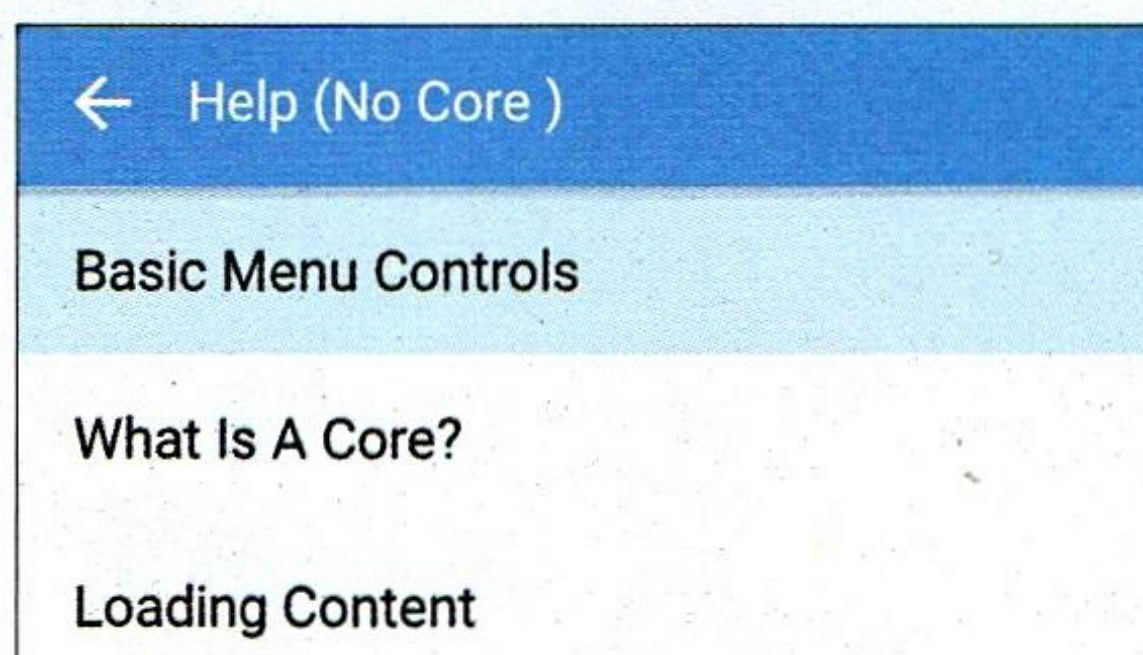 Help (No Core )
Basic Menu Controls
What Is A Core?
Loading Content